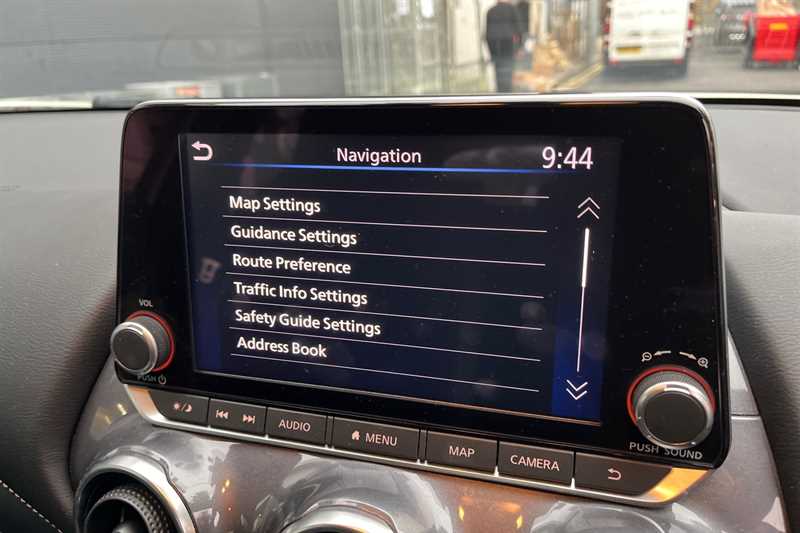 Navigation 9:44
Map Settings
Guidance Settings
Route Preference
Traffic Info Settings
Safety Guide Settings
Address Book
VOL
PUSH
AUDIO
MENU
MAP
CAMERA
PUSH SOUND